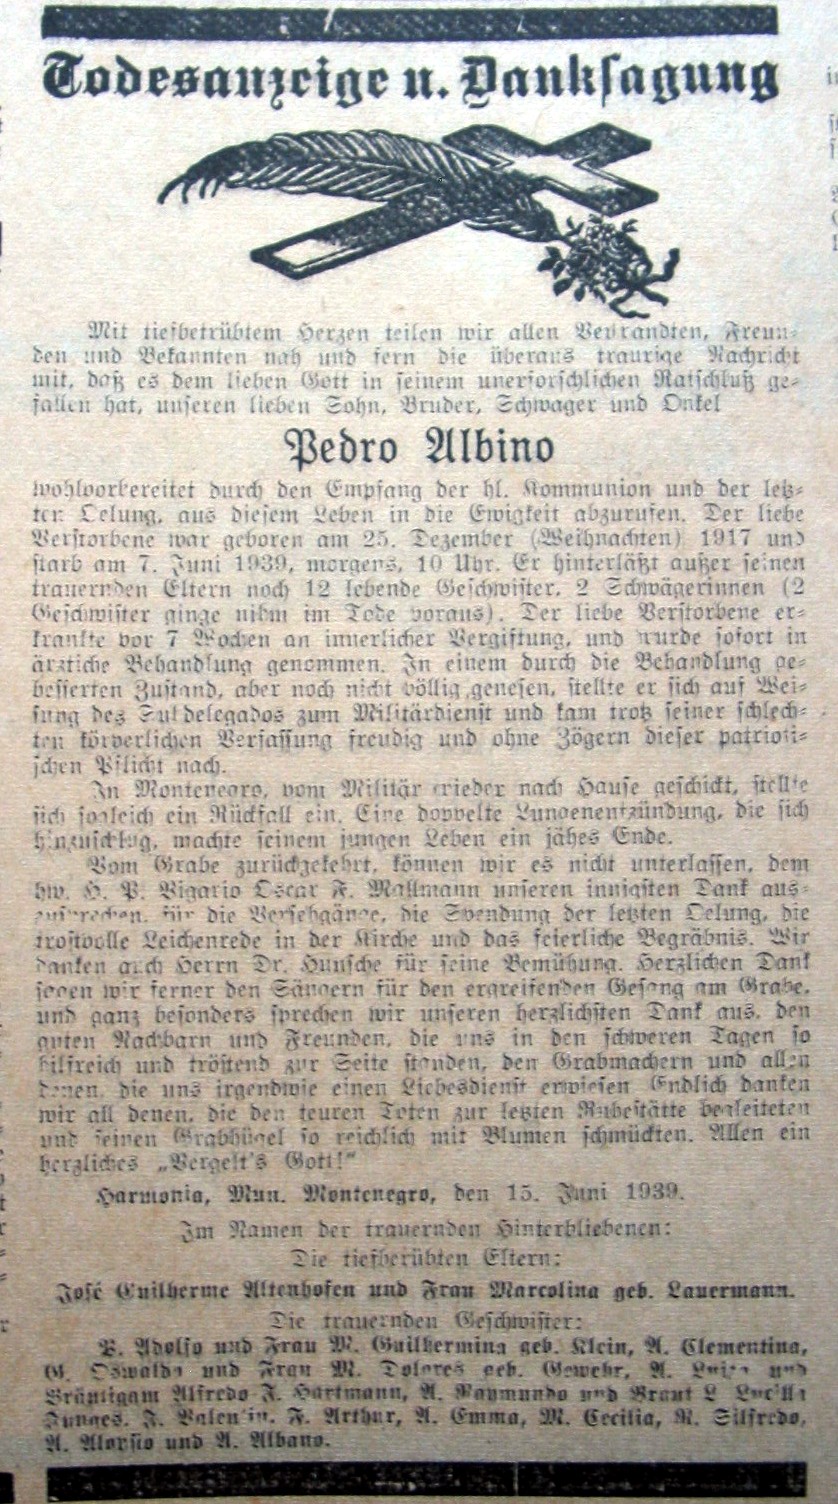 Todesanzeige u. Danksagung
Mit tiefbetrübtem Herzen teilen wir allen Verwandten, Freun-
den und Bekannten nah und fern die überaus traurige Nachricht
mit, daß es dem lieben Gott in seinem unerforschlichen Ratschluß ge-
fallen hat, unseren lieben Sohn, Bruder, Schwager und Onkel
Pedro Albino
wohlvorbereitet durch den Empfang der hl. Kommunion und der letz-
ten Oelung, aus diesem Leben in die Ewigkeit abzurufen. Der liebe
Verstorbene war geboren am 25. Dezember (Weihnachten) 1917 und
starb am 7. Juni 1939, morgens, 10 Uhr. Er hinterläßt außer seinen
trauernden Eltern noch 12 lebende Geschwister, 2 Schwägerinnen (2
Geschwister ginge nihm im Tode voraus). Der liebe Verstorbene er-
krankte vor 7 Wochen an innerlicher Vergiftung, und wurde sofort in
ärztiche Behandlung genommen. In einem durch die Behandlung ge-
besserten Zustand, aber noch nicht völlig genesen, stellte er sich auf Wei-
sung des Subdelegados zum Militärdienst und kam trotz seiner schlech-
ten körperlichen Verfassung freudig und ohne Zögern dieser patrioti-
schen Pflicht nach.
In Montenegro, vom Militär wieder nach Hause geschickt, stellte
sich sogleich ein Rückfall ein. Eine doppelte Lungenentzündung, die sich
hinzuschlug, machte seinem jungen Leben ein jähes Ende.
Vom Grabe zurückgekehrt, können wir es nicht unterlassen, dem
hw. H. P. Vigario Oscar F. Mallmann unseren innigsten Dank aus-
zusprechen, für die Versehgänge, die Spendung der letzten Oelung, die
trostvolle Leichenrede in der Kirche und das feierliche Begräbnis. Wir
danken auch Herrn Dr. Hunsche für seine Bemühung. Herzlichen Dank
sagen wir ferner den Sängern für den ergreifenden Gesang am Grabe,
und ganz besonders sprechen wir unseren herzlichsten Dank aus, den
guten Nachbarn und Freunden, die uns in den schweren Tagen so
hilfreich und tröstend zur Seite standen, den Grabmachern und allen
denen, die uns irgendwie einen Liebesdienst erwiesen. Endlich danken
wir all denen, die den teuren Toten zur letzten Ruhestätte begleiteten
und seinen Grabhügel so reichlich mit Blumen schmückten. Allen ein
herzliches „Vergelt's Gott!"
Harmonia, Mun. Montenegro, den 15. Juni 1939.
Im Namen der trauernden Hinterbliebenen:
Die tiefberübten Eltern:
José Guilherme Altenhofen und Frau Marcolina geb. Lauermann.
Die trauernden Geschwister:
P. Adolfo und Frau M. Guilhermina geb. Klein, A. Clementina,
G. Oswaldo und Frau M. Dolores geb. Gewehr, A. Luiza und
Bräutigam Alfredo J. Hartmann, A. Raymundo und Braut L. Lucilla
Junges, J. Valentin, F. Arthur, A. Emma, M. Cecilia, R. Silfredo,
A. Aloysio und A. Albano.